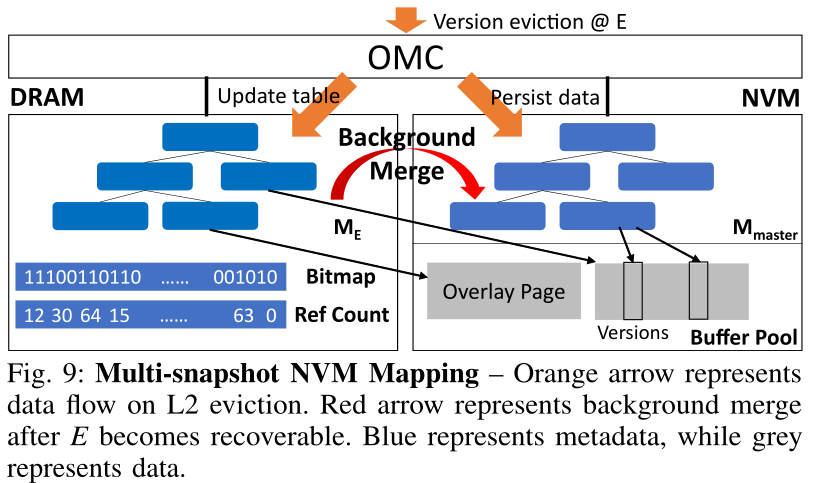 Version eviction @ E
OMC
DRAM
Update table
Persist data
NVM
Background
Merge
M_E
M_master
11100110110 ...... 001010
Bitmap
12 30 64 15 ...... 63 0
Ref Count
Overlay Page
Versions
Buffer Pool
Fig. 9: Multi-snapshot NVM Mapping – Orange arrow represents
data flow on L2 eviction. Red arrow represents background merge
after E becomes recoverable. Blue represents metadata, while grey
represents data.